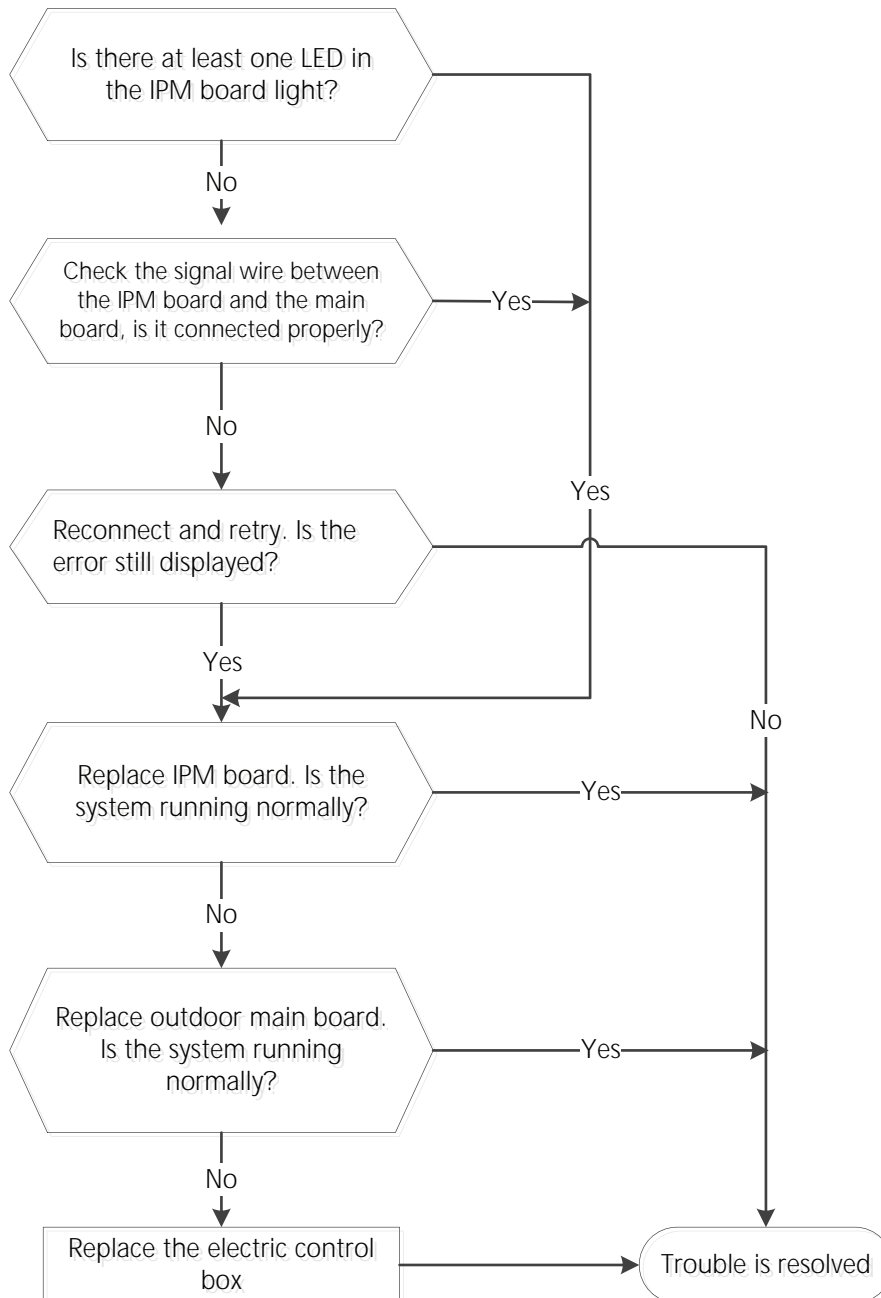 Is there at least one LED in
the IPM board light?
No
Check the signal wire between
the IPM board and the main
board, is it connected properly?
Yes
No
Yes
Reconnect and retry. Is the
error still displayed?
Yes
No
Replace IPM board. Is the
system running normally?
Yes
No
Replace outdoor main board.
Is the system running
normally?
Yes
No
Replace the electric control
box
Trouble is resolved